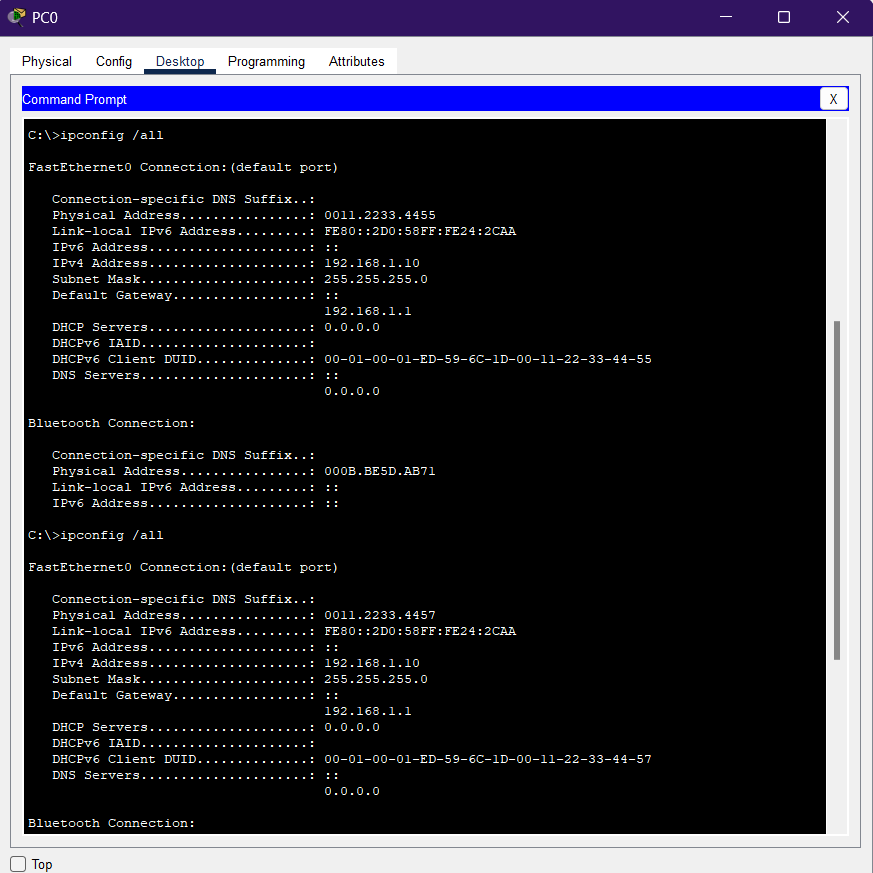 PC0
Physical Config Desktop Programming Attributes
Command Prompt X
C:\>ipconfig /all
FastEthernet0 Connection:(default port)
Connection-specific DNS Suffix..:
Physical Address................: 0011.2233.4455
Link-local IPv6 Address.........: FE80::2D0:58FF:FE24:2CAA
IPv6 Address....................: ::
IPv4 Address....................: 192.168.1.10
Subnet Mask.....................: 255.255.255.0
Default Gateway.................: ::
192.168.1.1
DHCP Servers....................: 0.0.0.0
DHCPv6 IAID.....................:
DHCPv6 Client DUID..............: 00-01-00-01-ED-59-6C-1D-00-11-22-33-44-55
DNS Servers.....................: ::
0.0.0.0
Bluetooth Connection:
Connection-specific DNS Suffix..:
Physical Address................: 000B.BE5D.AB71
Link-local IPv6 Address.........: ::
IPv6 Address....................: ::
C:\>ipconfig /all
FastEthernet0 Connection:(default port)
Connection-specific DNS Suffix..:
Physical Address................: 0011.2233.4457
Link-local IPv6 Address.........: FE80::2D0:58FF:FE24:2CAA
IPv6 Address....................: ::
IPv4 Address....................: 192.168.1.10
Subnet Mask.....................: 255.255.255.0
Default Gateway.................: ::
192.168.1.1
DHCP Servers....................: 0.0.0.0
DHCPv6 IAID.....................:
DHCPv6 Client DUID..............: 00-01-00-01-ED-59-6C-1D-00-11-22-33-44-57
DNS Servers.....................: ::
0.0.0.0
Bluetooth Connection:
Top